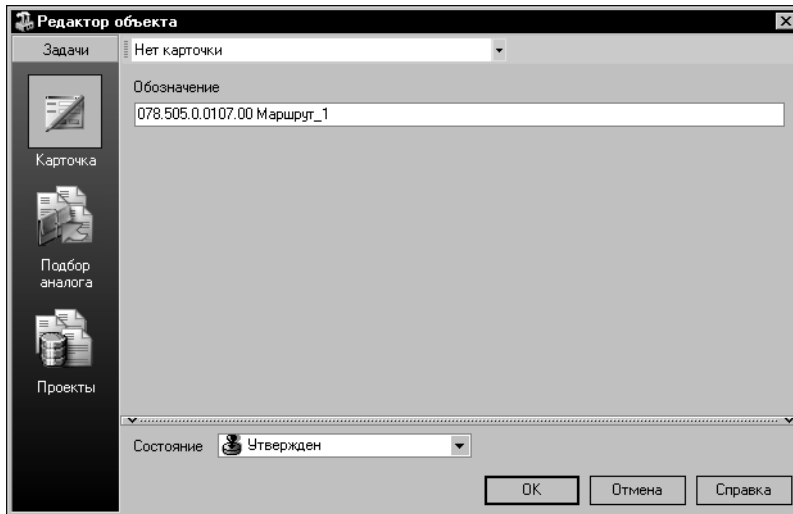 Редактор объекта
Задачи
Нет карточки
Обозначение
078.505.0.0107.00 Маршрут_1
Карточка
Подбор
аналога
Проекты
Состояние
Утвержден
OK
Отмена
Справка